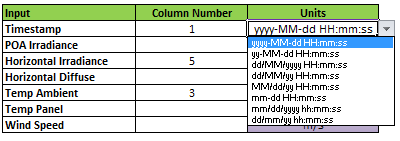 Input Column Number Units
Timestamp 1 yyyy-MM-dd HH:mm:ss
POA Irradiance yyyy-MM-dd HH:mm:ss
yy-MM-dd HH:mm:ss
Horizontal Irradiance 5 dd/MM/yyyy HH:mm:ss
Horizontal Diffuse dd/MM/yy HH:mm:ss
MM/dd/yy HH:mm:ss
Temp Ambient 3 mm-dd HH:mm:ss
Temp Panel dd/mm/yyyy hh:mm:ss
dd/mm/yy hh:mm:ss
Wind Speed m/s